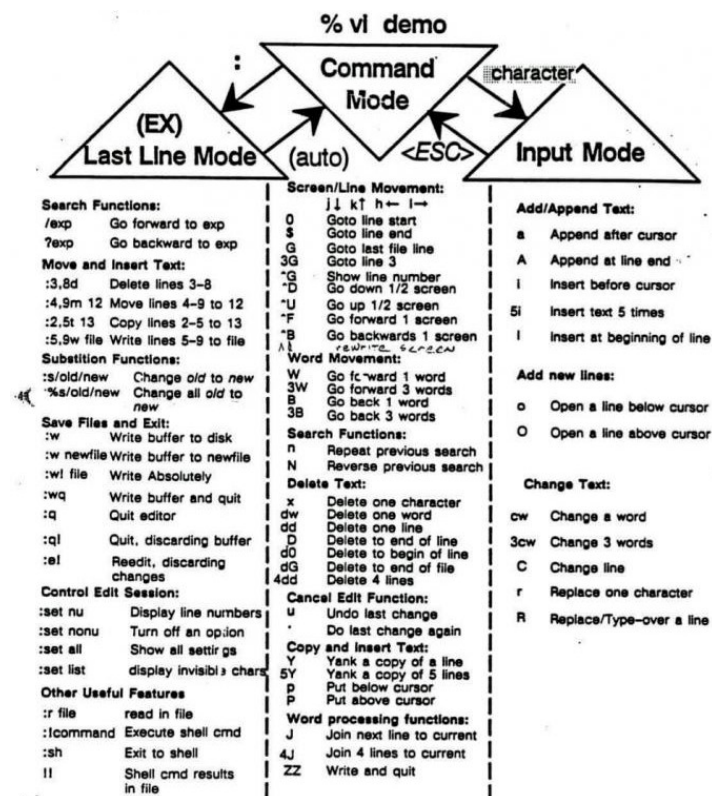 % vi demo
:
Command
Mode
character
(EX)
Last Line Mode
(auto)
<ESC>
Input Mode
Search Functions:
/exp Go forward to exp
?exp Go backward to exp
Move and Insert Text:
:3,8d Delete lines 3-8
:4,9m 12 Move lines 4-9 to 12
:2,5t 13 Copy lines 2-5 to 13
:5,9w file Write lines 5-9 to file
Substition Functions:
:s/old/new Change old to new
%s/old/new Change all old to
new
Save Files and Exit:
:w Write buffer to disk
:w newfile Write buffer to newfile
:w! file Write Absolutely
:wq Write buffer and quit
:q Quit editor
:q! Quit, discarding buffer
:e! Reedit, discarding
changes
Control Edit Session:
:set nu Display line numbers
:set nonu Turn off an option
:set all Show all settings
:set list display invisible chars
Other Useful Features
:r file read in file
:!command Execute shell cmd
:sh Exit to shell
!! Shell cmd results
in file
Screen/Line Movement:
j↓ k↑ h← l→
0 Goto line start
$ Goto line end
G Goto last file line
3G Goto line 3
^G Show line number
^D Go down 1/2 screen
^U Go up 1/2 screen
^F Go forward 1 screen
^B Go backwards 1 screen
^l rewrite screen
Word Movement:
W Go forward 1 word
3W Go forward 3 words
B Go back 1 word
3B Go back 3 words
Search Functions:
n Repeat previous search
N Reverse previous search
Delete Text:
x Delete one character
dw Delete one word
dd Delete one line
D Delete to end of line
d0 Delete to begin of line
dG Delete to end of file
4dd Delete 4 lines
Cancel Edit Function:
u Undo last change
. Do last change again
Copy and Insert Text:
Y Yank a copy of a line
5Y Yank a copy of 5 lines
p Put below cursor
P Put above cursor
Word processing functions:
J Join next line to current
4J Join 4 lines to current
ZZ Write and quit
Add/Append Text:
a Append after cursor
A Append at line end
i Insert before cursor
5i Insert text 5 times
I Insert at beginning of line
Add new lines:
o Open a line below cursor
O Open a line above cursor
Change Text:
cw Change a word
3cw Change 3 words
C Change line
r Replace one character
R Replace/Type-over a line